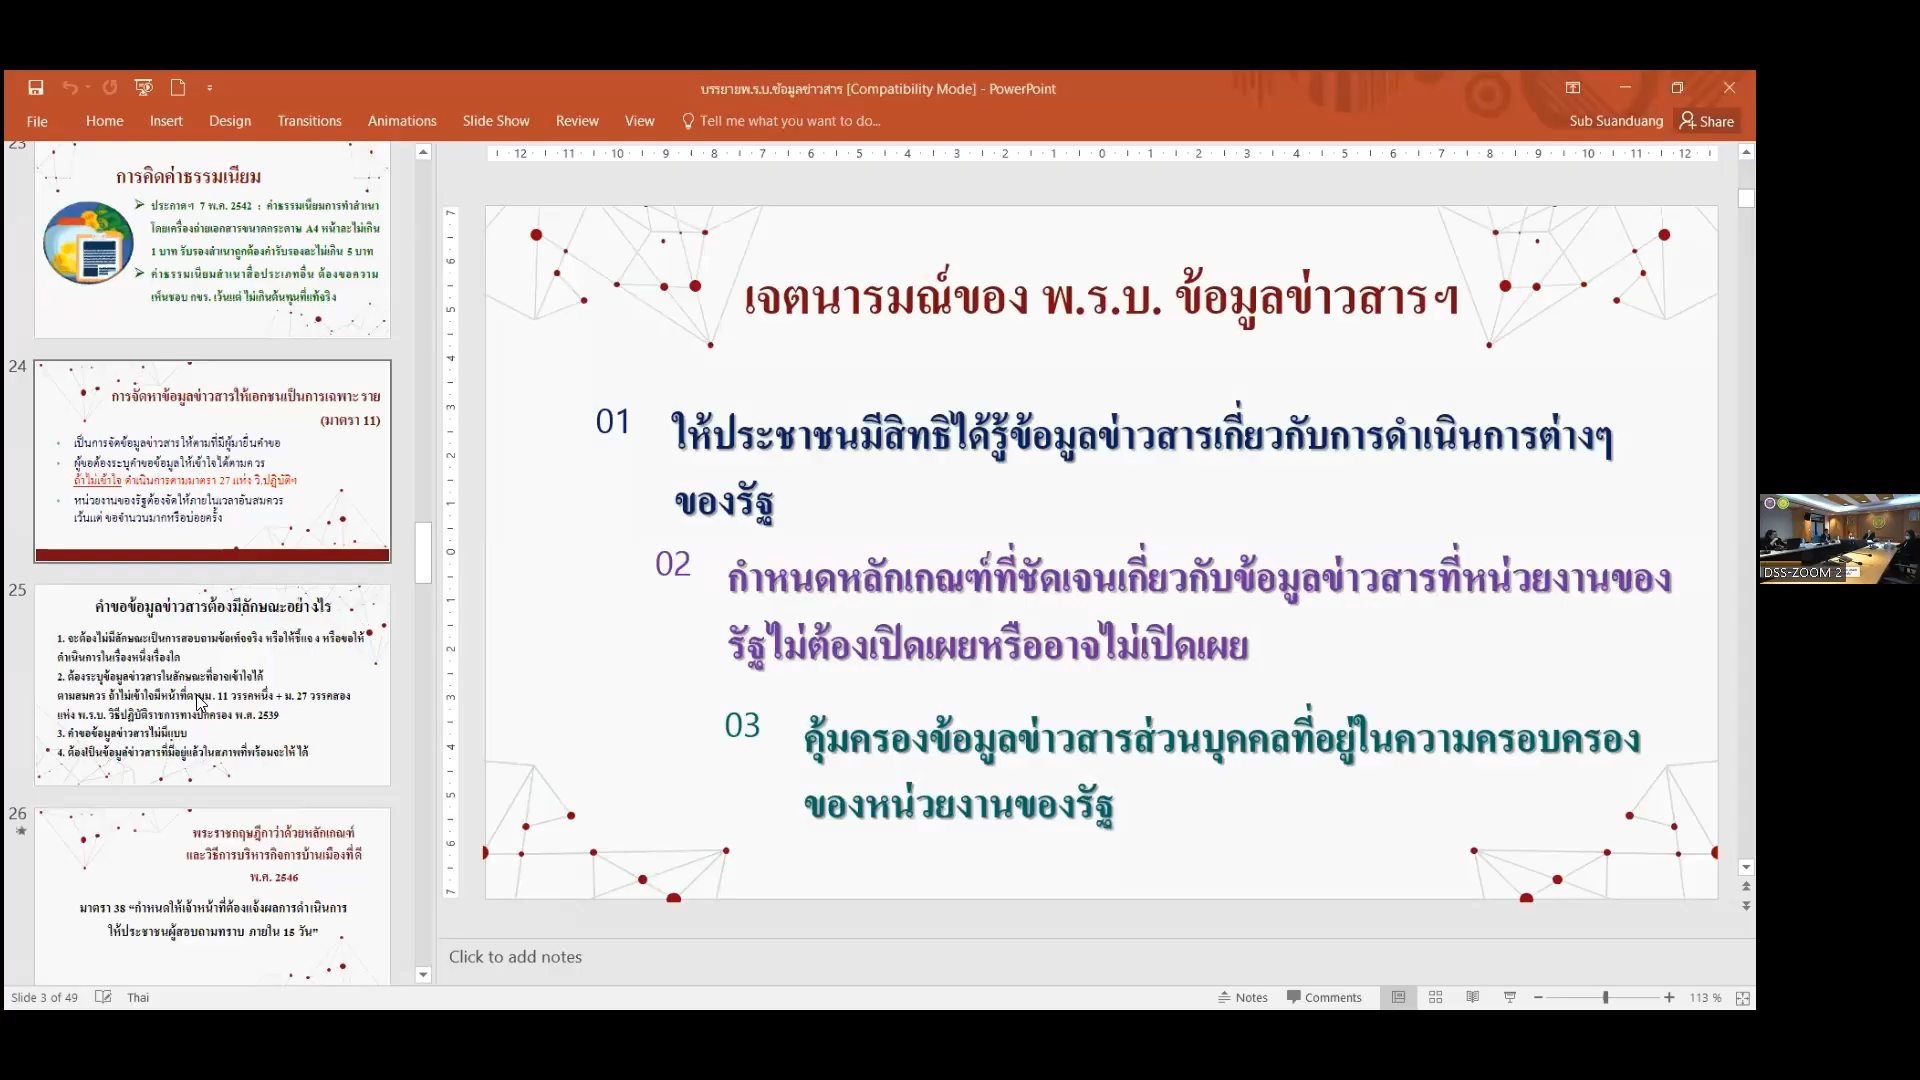 บรรยายพ.ร.บ.ข้อมูลข่าวสาร [Compatibility Mode] - PowerPoint
File Home Insert Design Transitions Animations Slide Show Review View Tell me what you want to do... Sub Suanduang Share
23
การคิดค่าธรรมเนียม
ประกาศฯ 7 พ.ค. 2542 : ค่าธรรมเนียมการทำสำเนา
โดยเครื่องถ่ายเอกสารขนาดกระดาษ A4 หน้าละไม่เกิน
1 บาท รับรองสำเนาถูกต้องคำรับรองละไม่เกิน 5 บาท
ค่าธรรมเนียมสำเนาสื่อประเภทอื่น ต้องขอความ
เห็นชอบ กขร. เว้นแต่ ไม่เกินต้นทุนที่แท้จริง
24
การจัดหาข้อมูลข่าวสารให้เอกชนเป็นการเฉพาะราย
(มาตรา 11)
เป็นการจัดข้อมูลข่าวสารให้ตามที่มีผู้มายื่นคำขอ
ผู้ขอต้องระบุคำขอข้อมูลให้เข้าใจได้ตามควร
ถ้าไม่เข้าใจ ดำเนินการตามมาตรา 27 แห่ง วิ.ปฏิบัติฯ
หน่วยงานของรัฐต้องจัดให้ภายในเวลาอันสมควร
เว้นแต่ ขอจำนวนมากหรือบ่อยครั้ง
25
คำขอข้อมูลข่าวสารต้องมีลักษณะอย่างไร
1. จะต้องไม่มีลักษณะเป็นการสอบถามข้อเท็จจริง หรือให้ชี้แจง หรือขอให้
ดำเนินการในเรื่องหนึ่งเรื่องใด
2. ต้องระบุข้อมูลข่าวสารในลักษณะที่อาจเข้าใจได้
ตามสมควร ถ้าไม่เข้าใจมีหน้าที่ตามม. 11 วรรคหนึ่ง + ม. 27 วรรคสอง
แห่ง พ.ร.บ. วิธีปฏิบัติราชการทางปกครอง พ.ศ. 2539
3. คำขอข้อมูลข่าวสารไม่มีแบบ
4. ต้องเป็นข้อมูลข่าวสารที่มีอยู่แล้วในสภาพที่พร้อมจะให้ได้
26
พระราชกฤษฎีกาว่าด้วยหลักเกณฑ์
และวิธีการบริหารกิจการบ้านเมืองที่ดี
พ.ศ. 2546
มาตรา 38 “กำหนดให้เจ้าหน้าที่ต้องแจ้งผลการดำเนินการ
ให้ประชาชนผู้สอบถามทราบ ภายใน 15 วัน”
12 11 10 9 8 7 6 5 4 3 2 1 0 1 2 3 4 5 6 7 8 9 10 11 12
7 6 5 4 3 2 1 0 1 2 3 4 5 6 7
เจตนารมณ์ของ พ.ร.บ. ข้อมูลข่าวสารฯ
01 ให้ประชาชนมีสิทธิได้รู้ข้อมูลข่าวสารเกี่ยวกับการดำเนินการต่างๆ
ของรัฐ
02 กำหนดหลักเกณฑ์ที่ชัดเจนเกี่ยวกับข้อมูลข่าวสารที่หน่วยงานของ
รัฐไม่ต้องเปิดเผยหรืออาจไม่เปิดเผย
03 คุ้มครองข้อมูลข่าวสารส่วนบุคคลที่อยู่ในความครอบครอง
ของหน่วยงานของรัฐ
DSS-ZOOM 2
Click to add notes
Slide 3 of 49 Thai Notes Comments 113 %